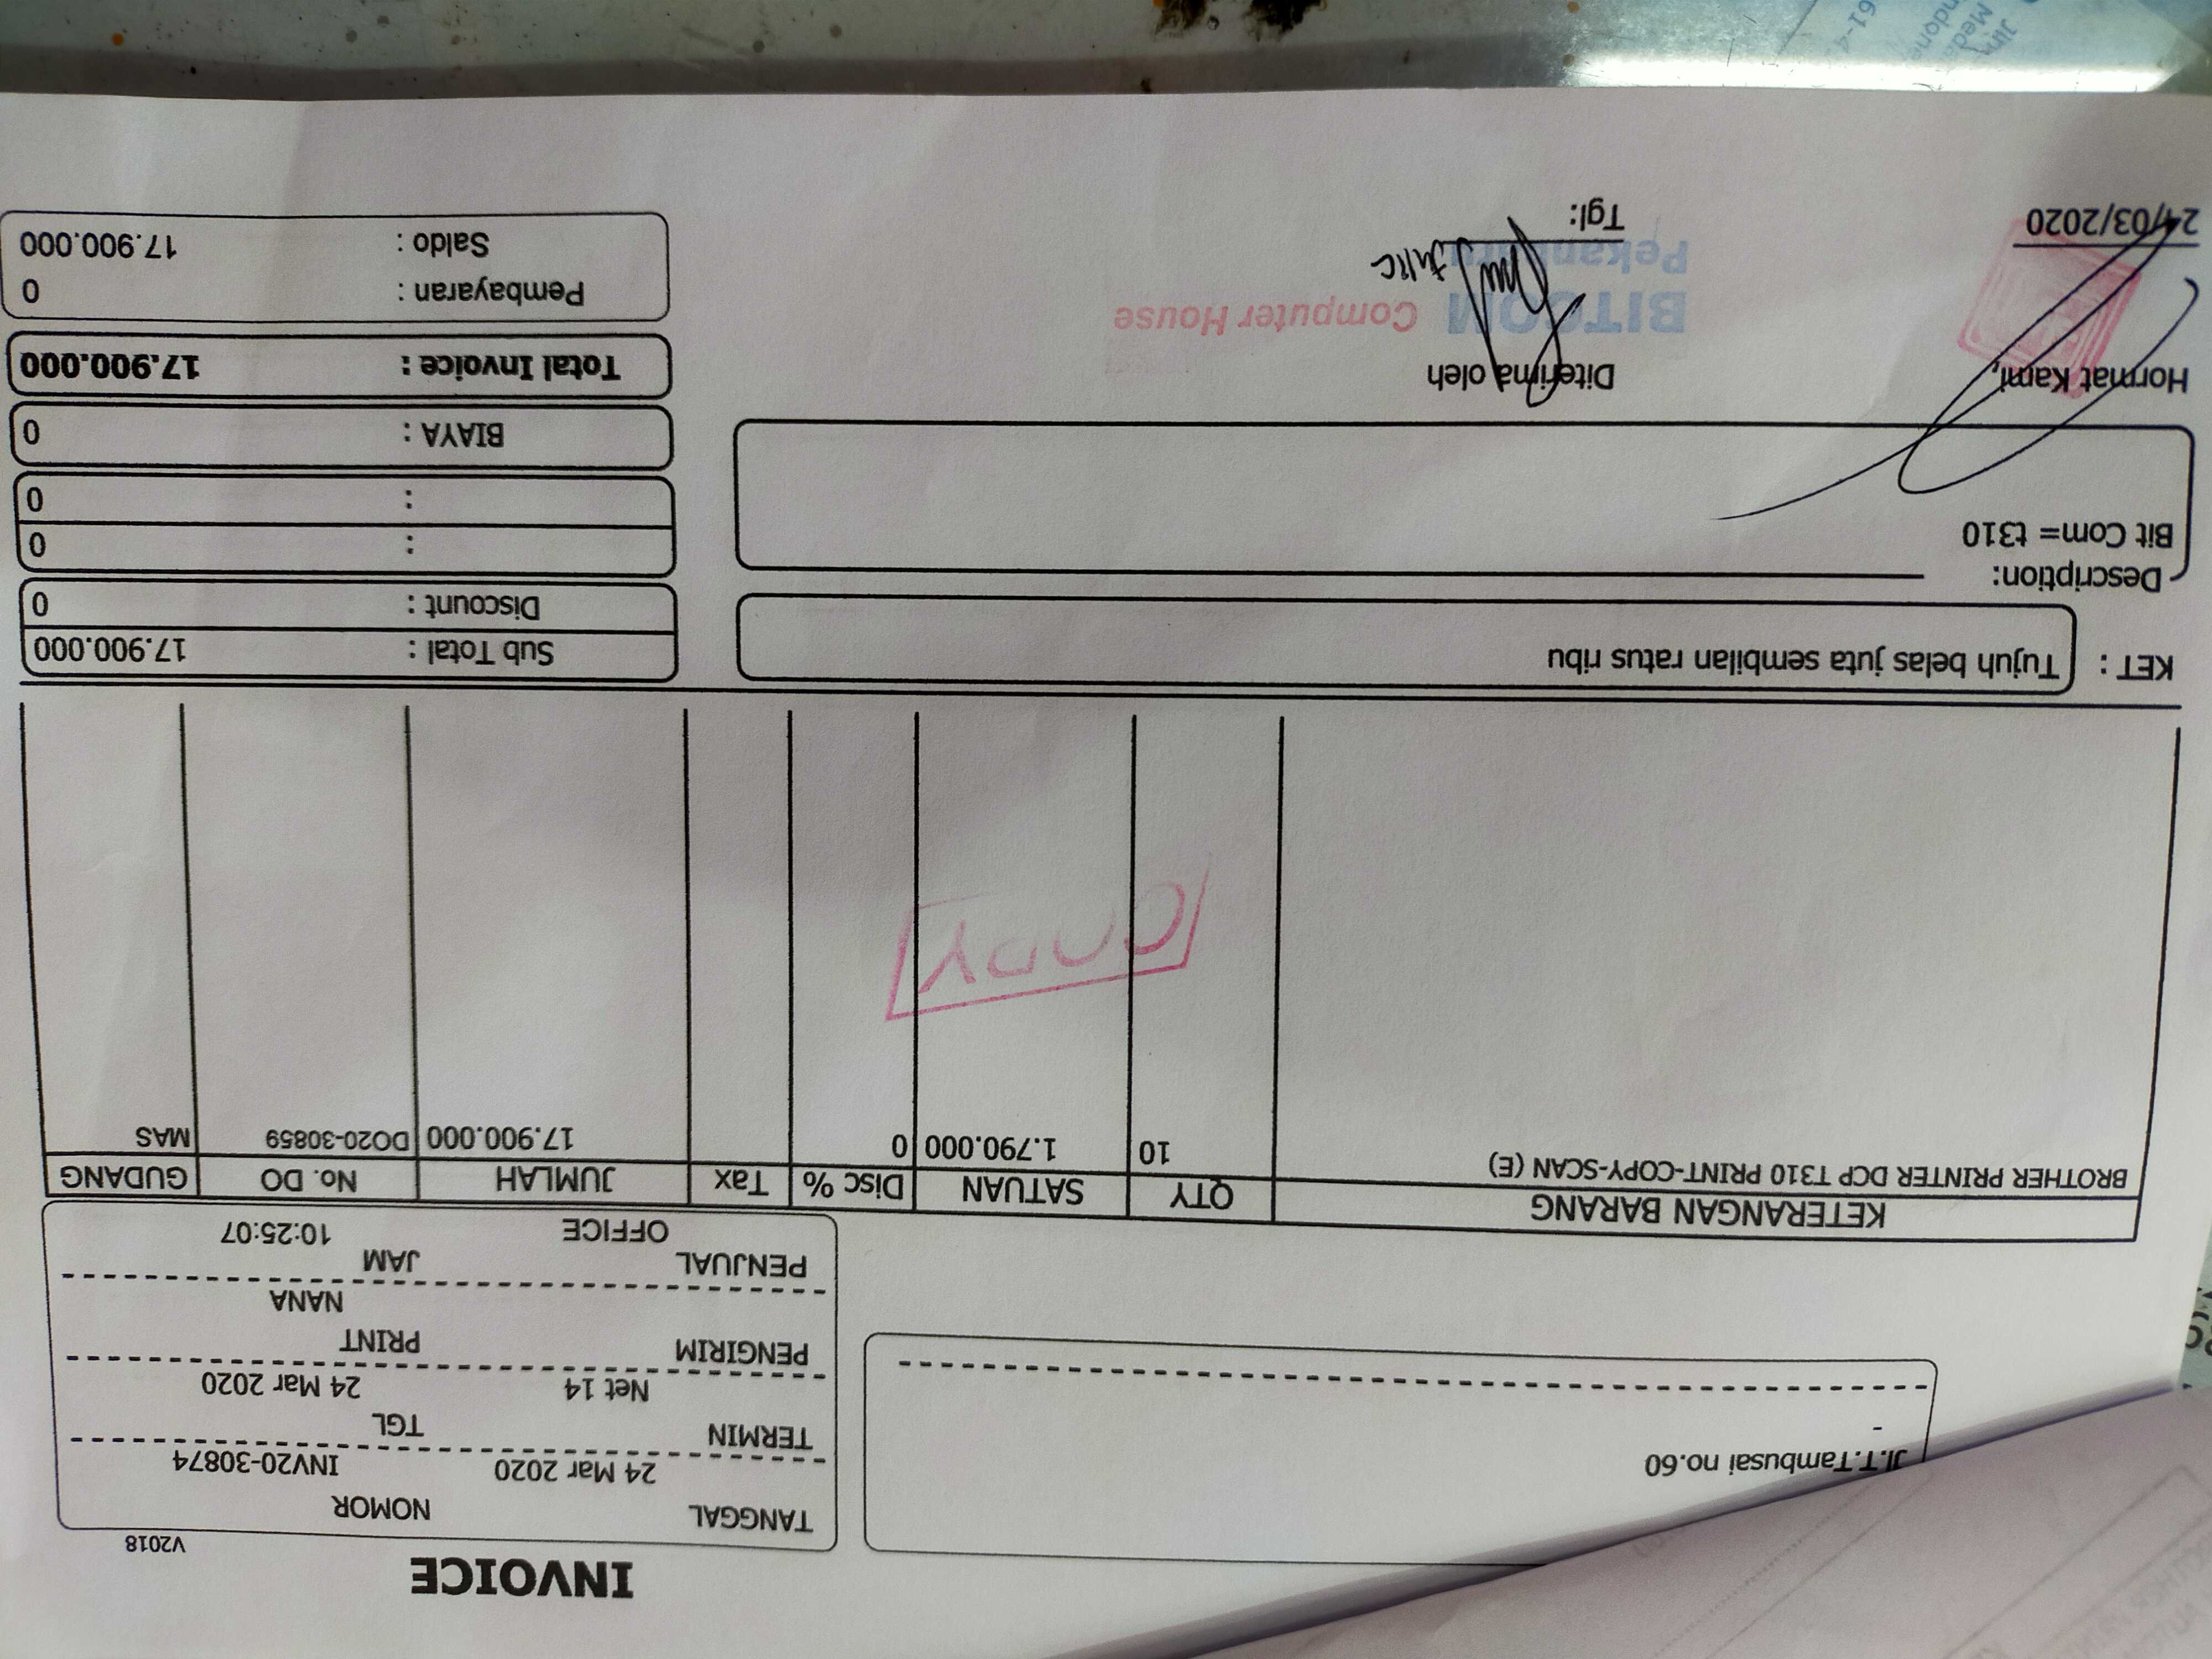 INVOICE
V2018
Jl.T.Tambusai no.60
-
TANGGAL NOMOR
24 Mar 2020 INV20-30874
TERMIN TGL
Net 14 24 Mar 2020
PENGIRIM PRINT
NANA
PENJUAL JAM
OFFICE 10:25:07
KETERANGAN BARANG QTY SATUAN Disc % Tax JUMLAH No. DO GUDANG
BROTHER PRINTER DCP T310 PRINT-COPY-SCAN (E) 10 1.790.000 0 17.900.000 DO20-30859 MAS
COPY
KET : Tujuh belas juta sembilan ratus ribu
Sub Total : 17.900.000
Discount : 0
Description:
Bit Com= t310
: 0
: 0
BIAYA : 0
Total Invoice : 17.900.000
Pembayaran : 0
Saldo : 17.900.000
Hormat Kami,
24/03/2020
Diterima oleh
BITCOM Computer House
Pekanbaru
Tgl: